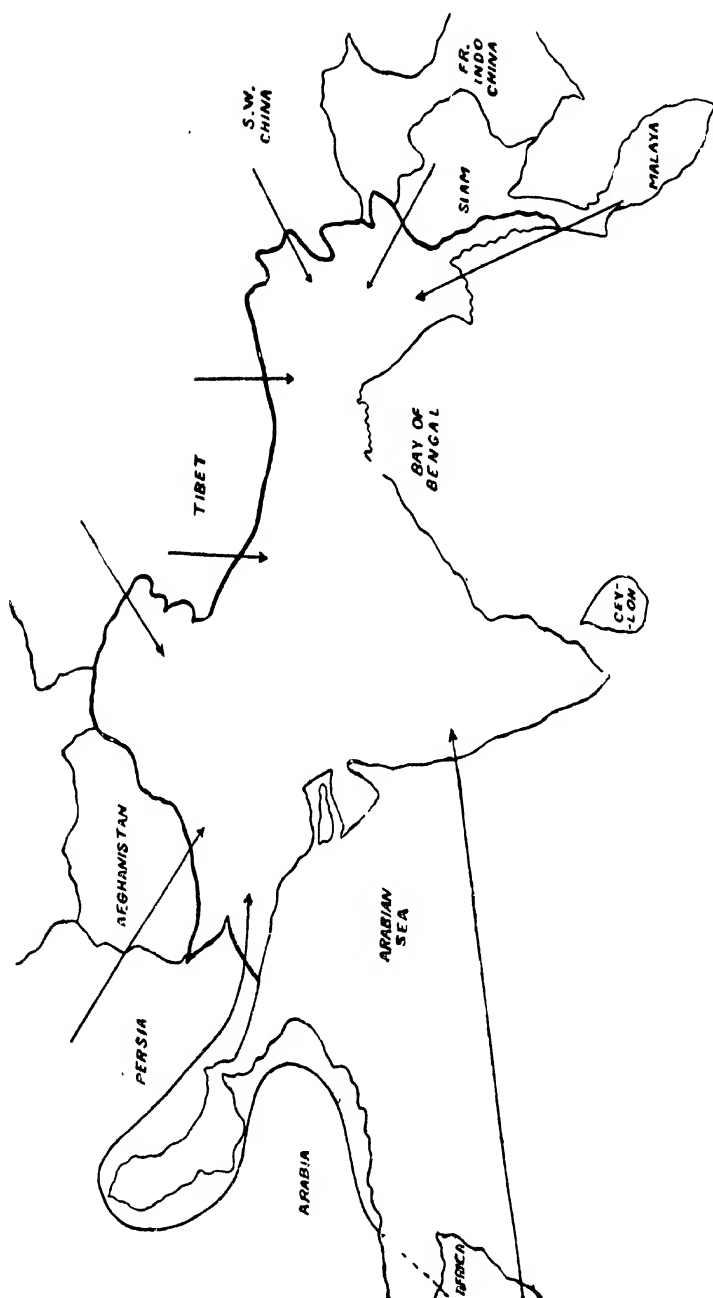 S.W.
CHINA
FR.
INDO
CHINA
SIAM
MALAYA
TIBET
BAY OF
BENGAL
CEY-
-LON
AFGHANISTAN
ARABIAN
SEA
PERSIA
ARABIA
AFRICA